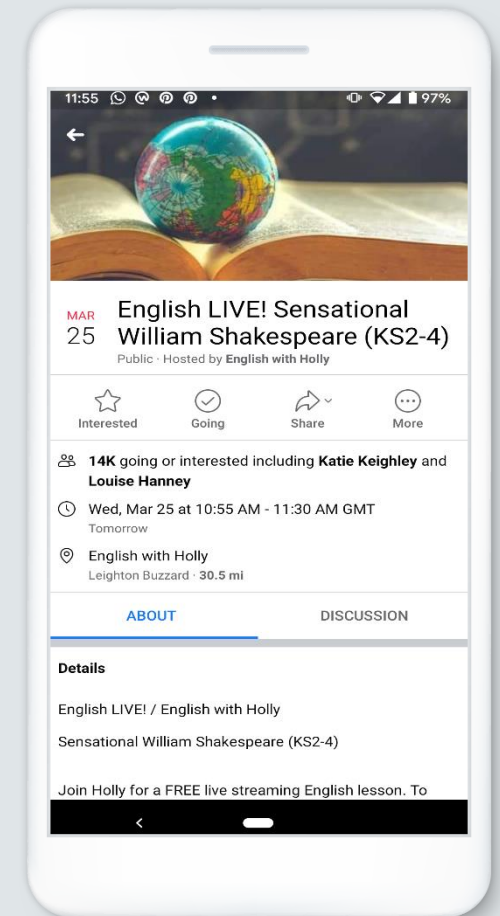 11:55 97%
MAR
25
English LIVE! Sensational
William Shakespeare (KS2-4)
Public · Hosted by English with Holly
Interested Going Share More
14K going or interested including Katie Keighley and
Louise Hanney
Wed, Mar 25 at 10:55 AM - 11:30 AM GMT
Tomorrow
English with Holly
Leighton Buzzard · 30.5 mi
ABOUT DISCUSSION
Details
English LIVE! / English with Holly
Sensational William Shakespeare (KS2-4)
Join Holly for a FREE live streaming English lesson. To